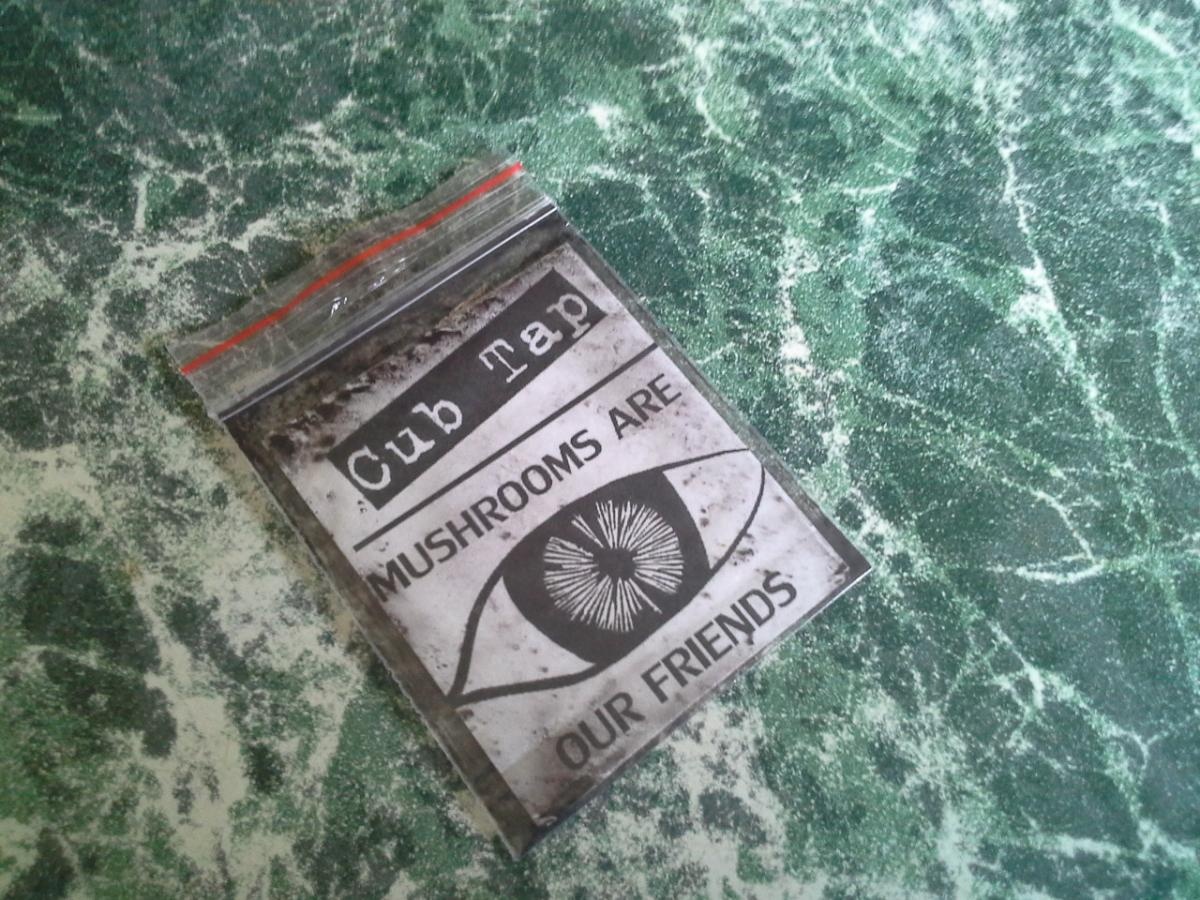 Cub Tap
MUSHROOMS ARE
OUR FRIENDS